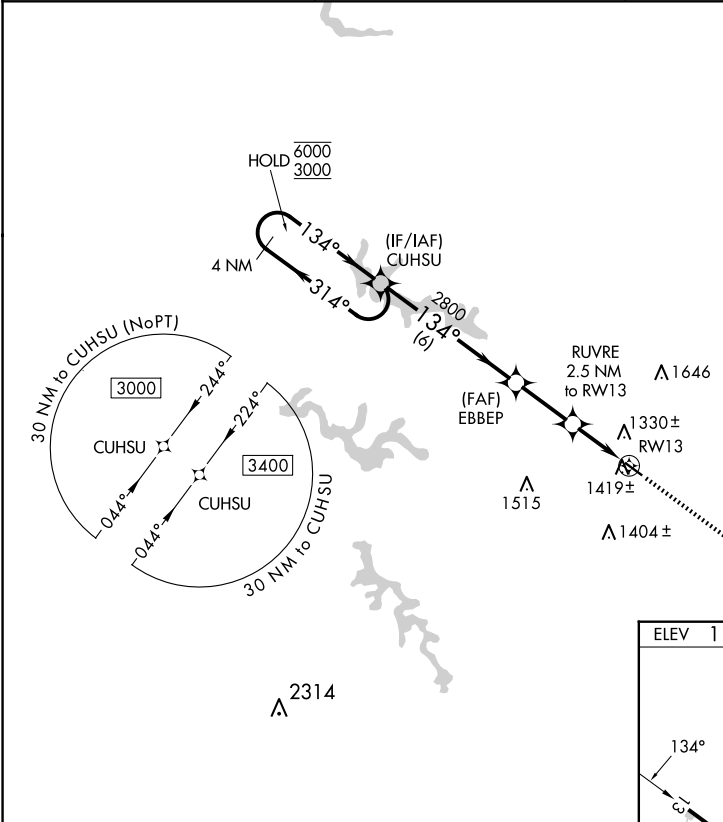 HOLD 6000
3000
134°
4 NM
314°
(IF/IAF)
CUHSU
2800
134°
(6)
RUVRE
2.5 NM
to RW13
(FAF)
EBBEP
1646
1330 ±
RW13
1419±
1515
1404 ±
30 NM to CUHSU (NoPT)
3000
244°
CUHSU
044°
224°
3400
CUHSU
044°
30 NM to CUHSU
2314
ELEV 1
134°
13